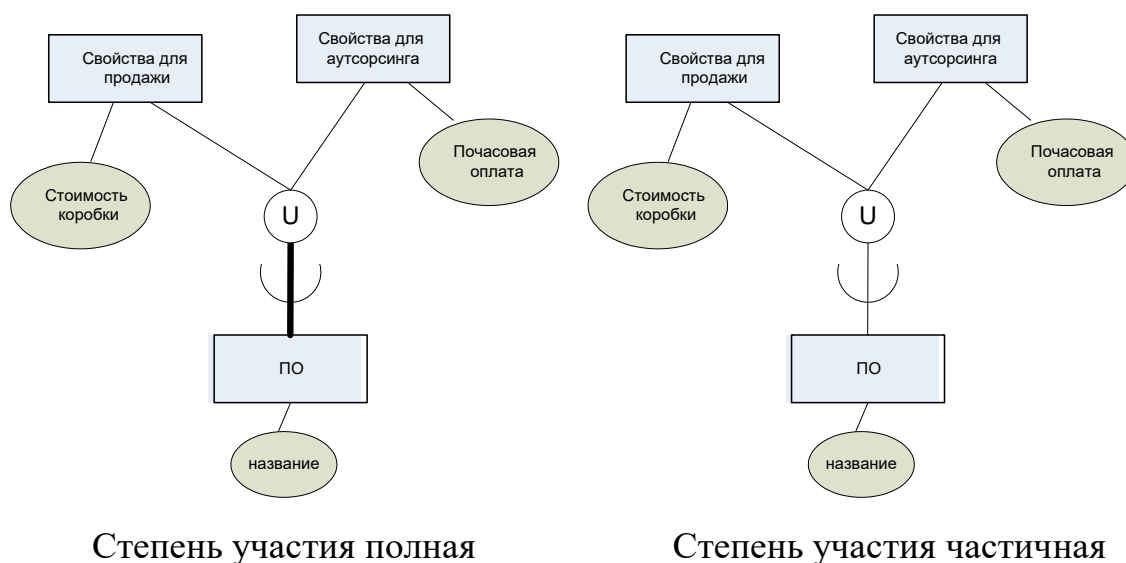 Свойства для
продажи
Свойства для
аутсорсинга
Стоимость
коробки
Почасовая
оплата
U
ПО
название
Степень участия полная
Свойства для
продажи
Свойства для
аутсорсинга
Стоимость
коробки
Почасовая
оплата
U
ПО
название
Степень участия частичная